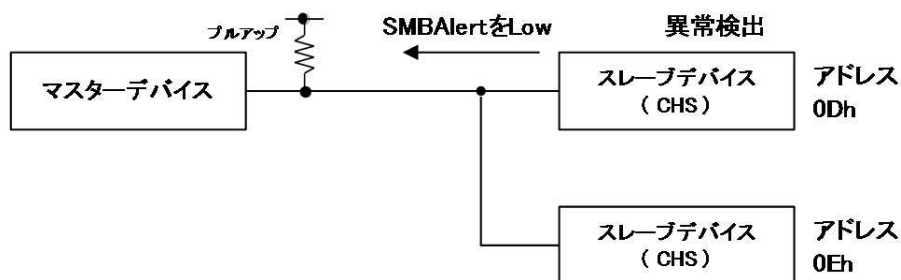 プルアップ
SMBAlertをLow
異常検出
マスターデバイス
スレーブデバイス
(CHS)
アドレス
0Dh
スレーブデバイス
(CHS)
アドレス
0Eh